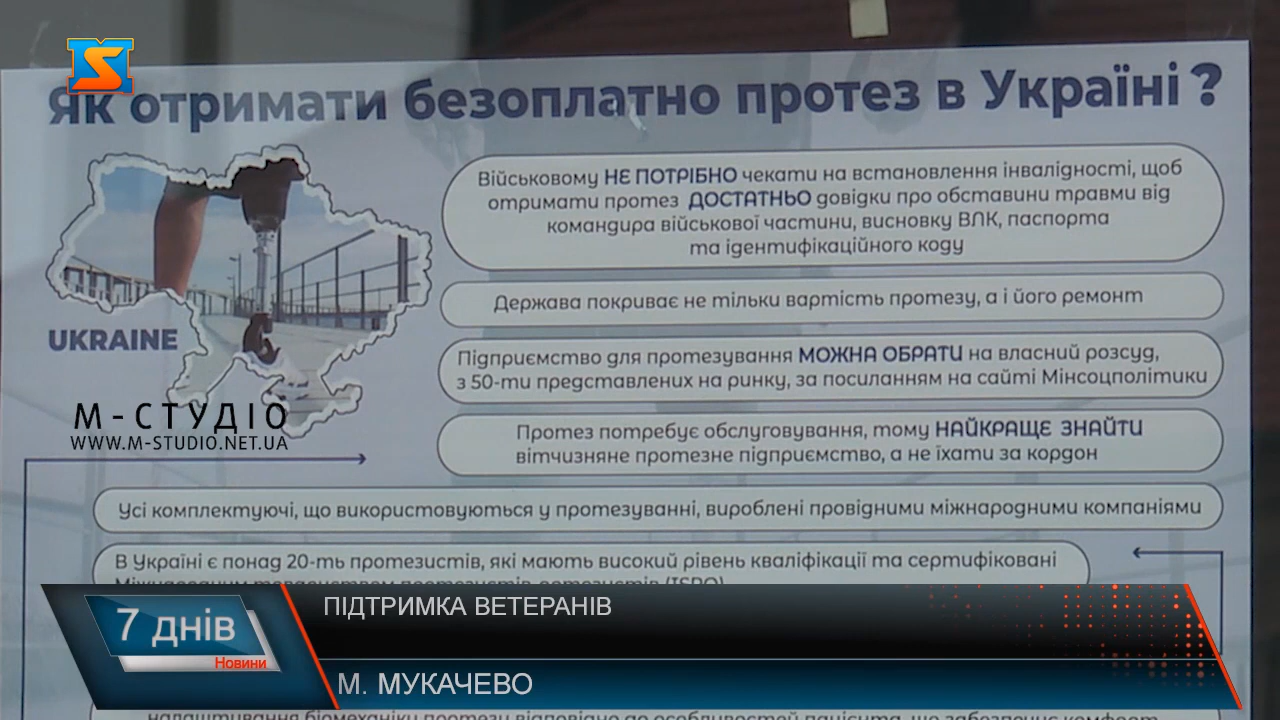 Як отримати безоплатно протез в Україні ?
Військовому НЕ ПОТРІБНО чекати на встановлення інвалідності, щоб
отримати протез ДОСТАТНЬО довідки про обставини травми від
командира військової частини, висновку ВЛК, паспорта
та ідентифікаційного коду
Держава покриває не тільки вартість протезу, а і його ремонт
UKRAINE
Підприємство для протезування МОЖНА ОБРАТИ на власний розсуд,
з 50-ти представлених на ринку, за посиланням на сайті Мінсоцполітики
М-СТУДІО
WWW.M-STUDIO.NET.UA
Протез потребує обслуговування, тому НАЙКРАЩЕ ЗНАЙТИ
вітчизняне протезне підприємство, а не їхати за кордон
Усі комплектуючі, що використовуються у протезуванні, вироблені провідними міжнародними компаніями
В Україні є понад 20-ть протезистів, які мають високий рівень кваліфікації та сертифіковані
7 днів
Новини
ПІДТРИМКА ВЕТЕРАНІВ
М. МУКАЧЕВО